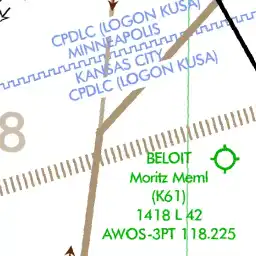 CPDLC (LOGON KUSA)
MINNEAPOLIS
KANSAS CITY
CPDLC (LOGON KUSA)
8
BELOIT
Moritz Meml
(K61)
1418 L 42
AWOS-3PT 118.225